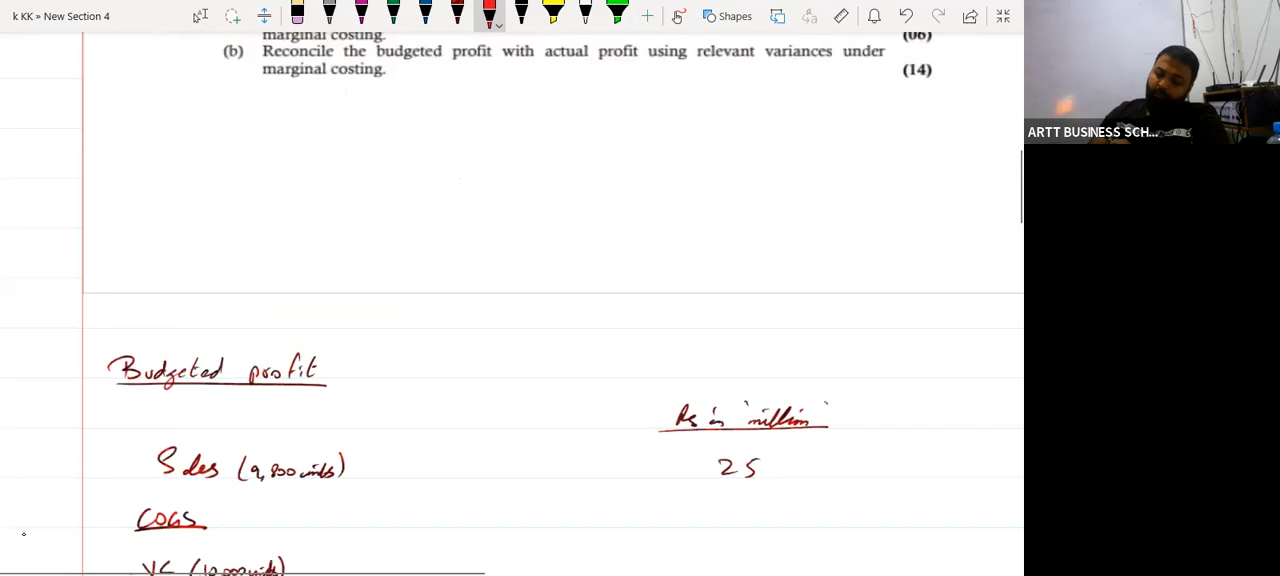 k KK » New Section 4
Shapes
marginal costing. (06)
(b) Reconcile the budgeted profit with actual profit using relevant variances under
marginal costing. (14)
ARTT BUSINESS SCH...
Budgeted profit
Rs in "million"
Sales (9,800 units) 25
COGS
VC (10,000 units)